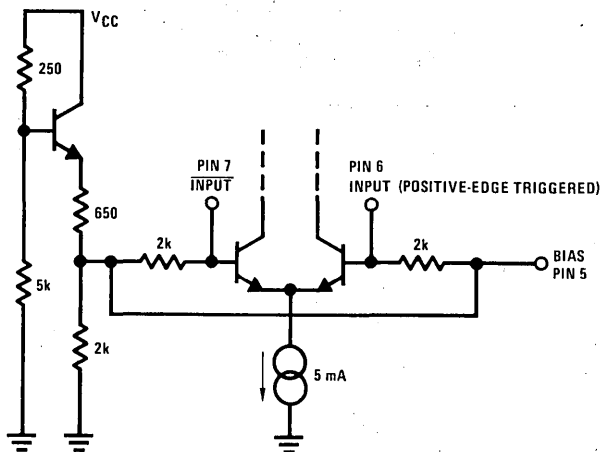 VCC
250
PIN 7
INPUT
PIN 6
INPUT (POSITIVE-EDGE TRIGGERED)
650
2k
2k
BIAS
PIN 5
5k
2k
5 mA